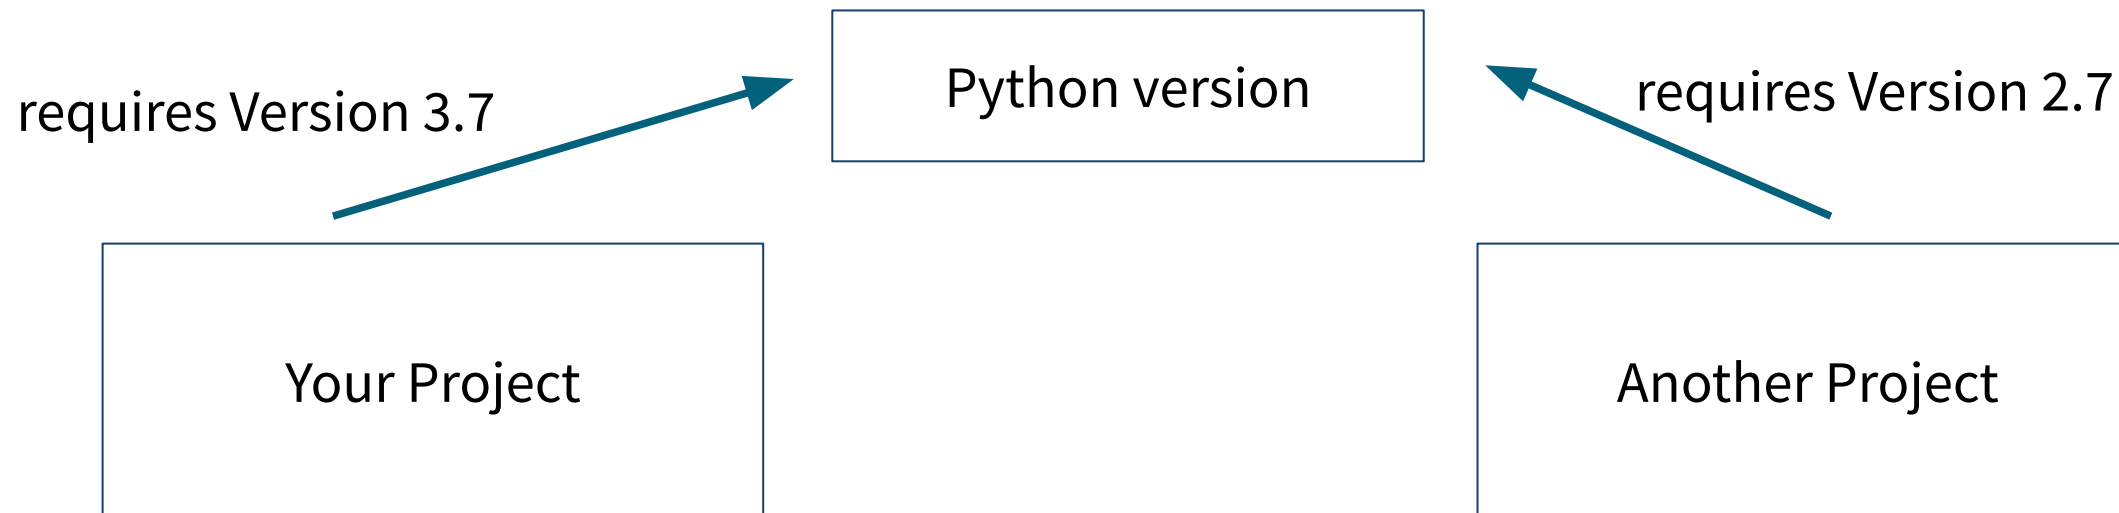 Python version
requires Version 3.7
requires Version 2.7
Your Project
Another Project